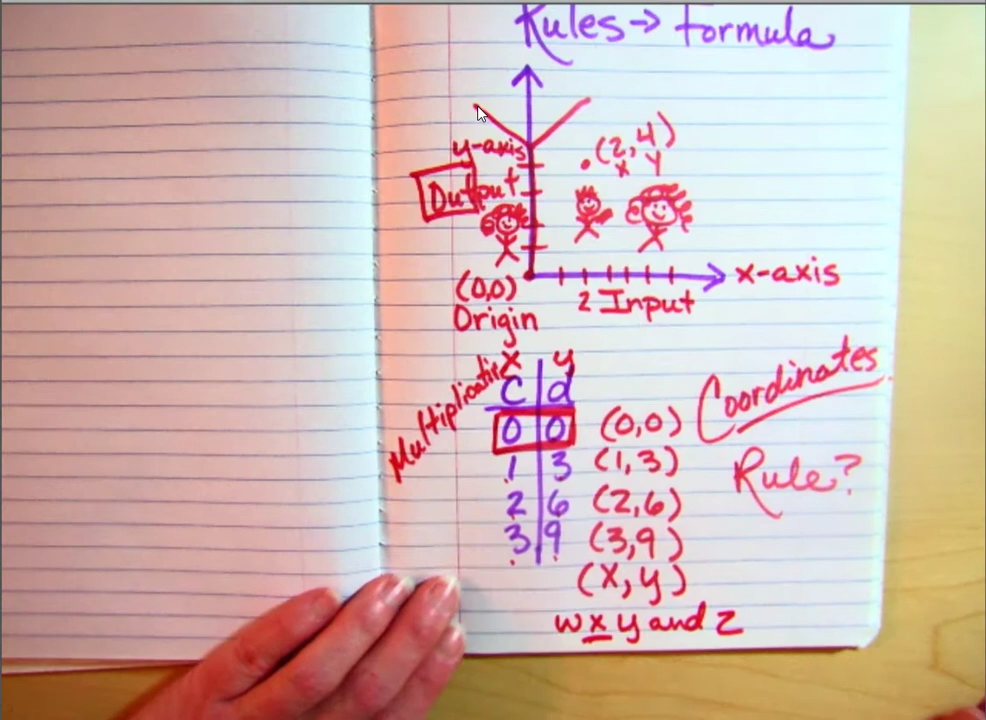 Rules → Formula
y-axis
(2,4)
x y
Output
(0,0)
x-axis
2 Input
Origin
Multiplication
x y
c d
0 0 (0,0)
1 3 (1,3)
2 6 (2,6)
3 9 (3,9)
(x, y)
w x y and z
Coordinates
Rule?